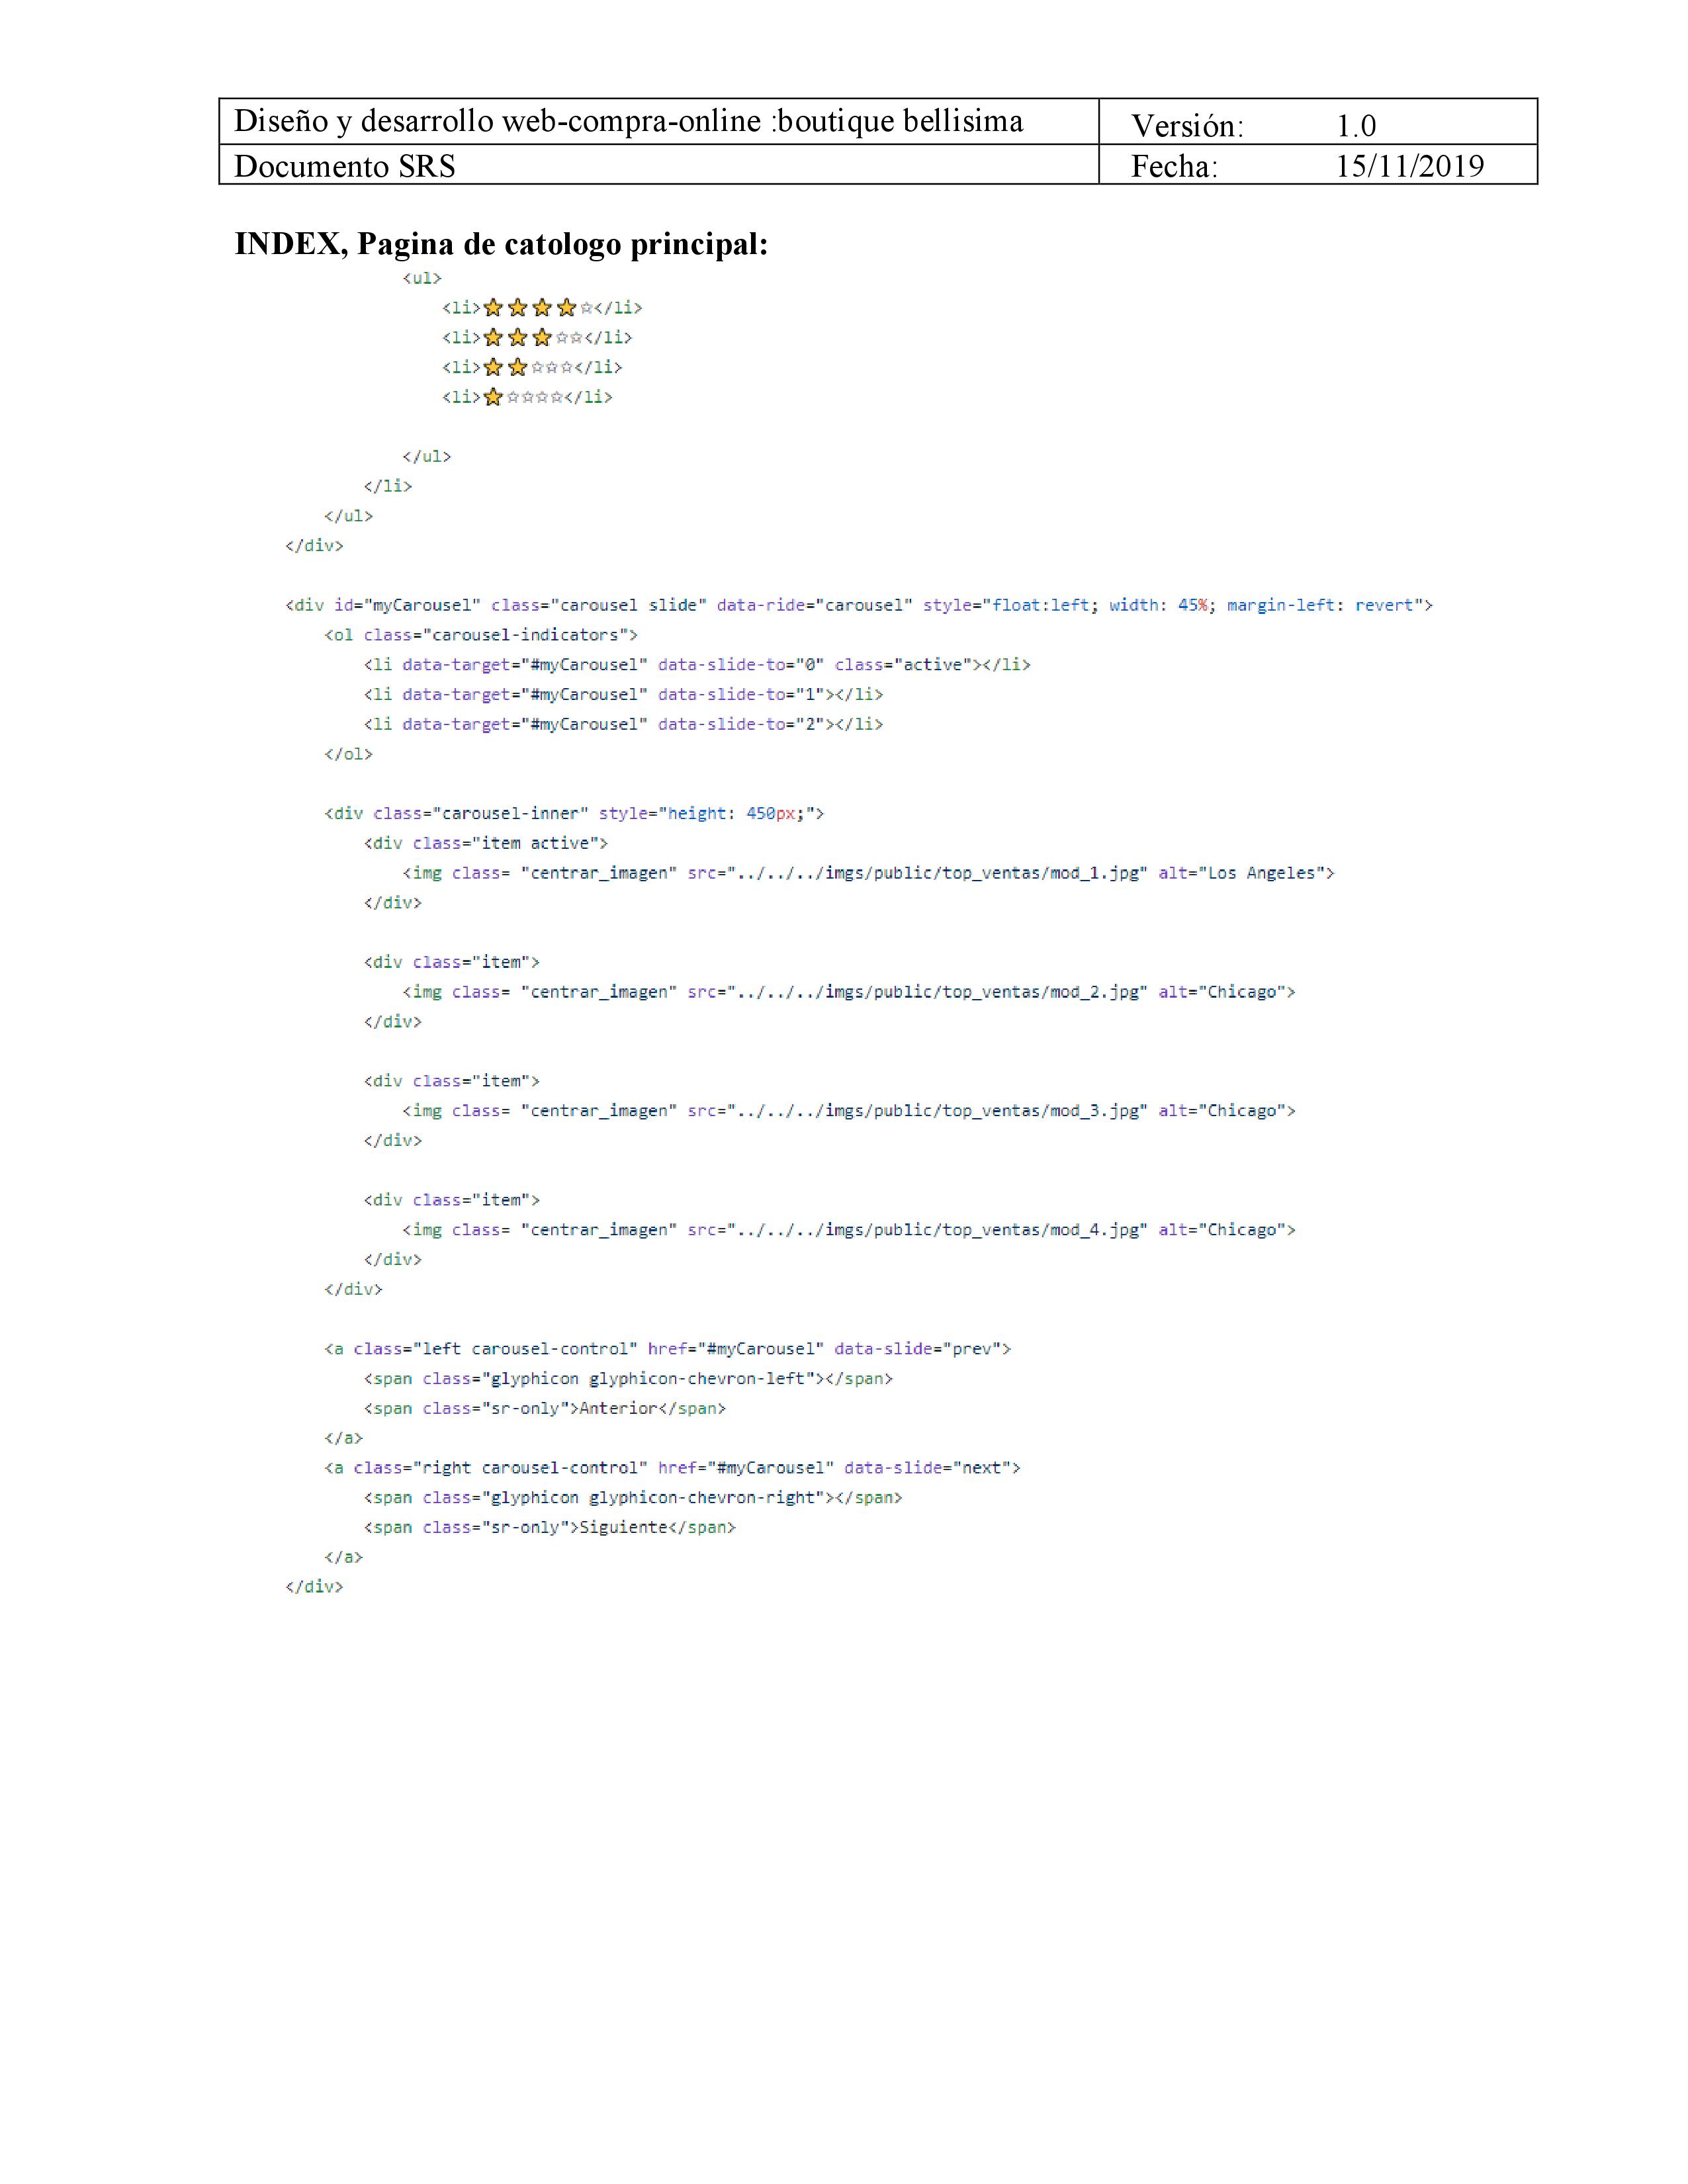 Diseño y desarrollo web-compra-online :boutique bellisima Versión: 1.0
Documento SRS Fecha: 15/11/2019
INDEX, Pagina de catologo principal:
<ul>
<li>⭐⭐⭐⭐✩</li>
<li>⭐⭐⭐✩✩</li>
<li>⭐⭐✩✩✩</li>
<li>⭐✩✩✩✩</li>
</ul>
</li>
</ul>
</div>
<div id="myCarousel" class="carousel slide" data-ride="carousel" style="float:left; width: 45%; margin-left: revert">
<ol class="carousel-indicators">
<li data-target="#myCarousel" data-slide-to="0" class="active"></li>
<li data-target="#myCarousel" data-slide-to="1"></li>
<li data-target="#myCarousel" data-slide-to="2"></li>
</ol>
<div class="carousel-inner" style="height: 450px;">
<div class="item active">
<img class= "centrar_imagen" src="../../../imgs/public/top_ventas/mod_1.jpg" alt="Los Angeles">
</div>
<div class="item">
<img class= "centrar_imagen" src="../../../imgs/public/top_ventas/mod_2.jpg" alt="Chicago">
</div>
<div class="item">
<img class= "centrar_imagen" src="../../../imgs/public/top_ventas/mod_3.jpg" alt="Chicago">
</div>
<div class="item">
<img class= "centrar_imagen" src="../../../imgs/public/top_ventas/mod_4.jpg" alt="Chicago">
</div>
</div>
<a class="left carousel-control" href="#myCarousel" data-slide="prev">
<span class="glyphicon glyphicon-chevron-left"></span>
<span class="sr-only">Anterior</span>
</a>
<a class="right carousel-control" href="#myCarousel" data-slide="next">
<span class="glyphicon glyphicon-chevron-right"></span>
<span class="sr-only">Siguiente</span>
</a>
</div>